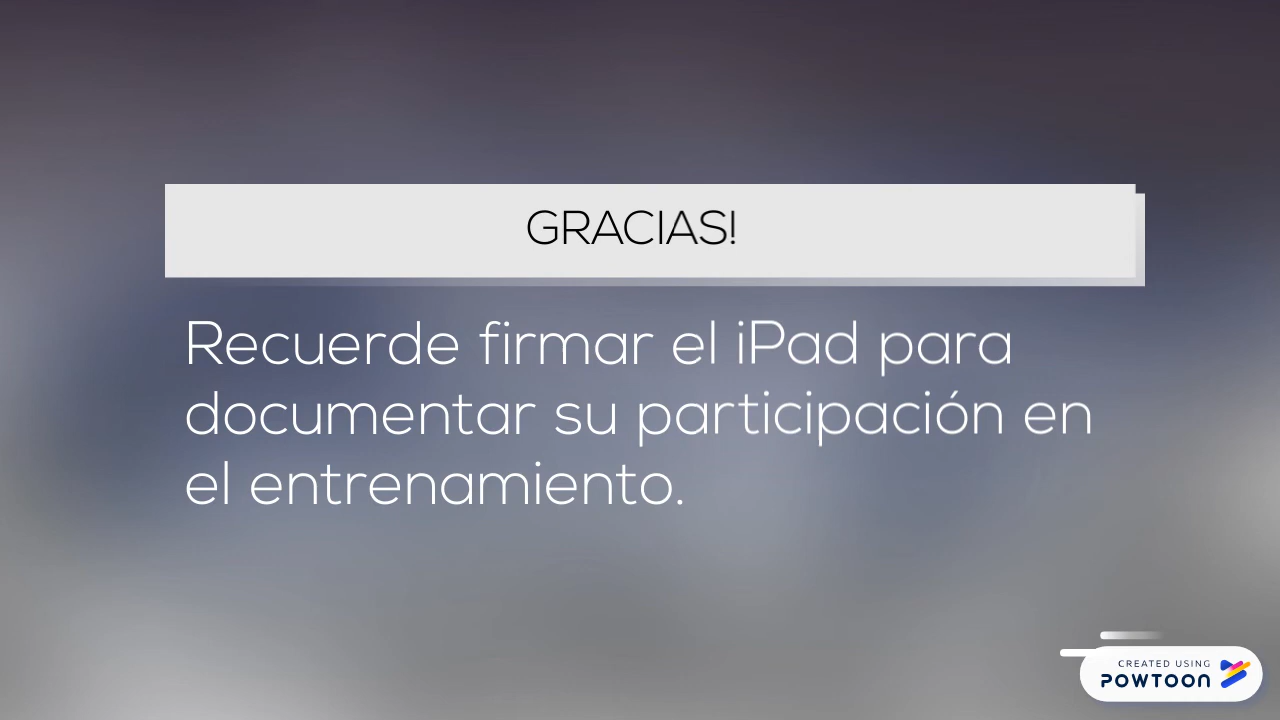 GRACIAS!
Recuerde firmar el iPad para
documentar su participación en
el entrenamiento.
CREATED USING
POWTOON